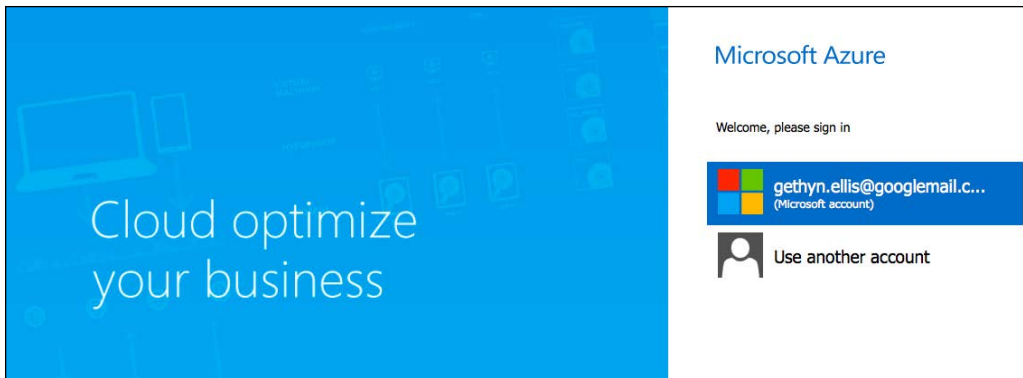 Cloud optimize
your business
Microsoft Azure
Welcome, please sign in
gethyn.ellis@googlemail.c...
(Microsoft account)
Use another account